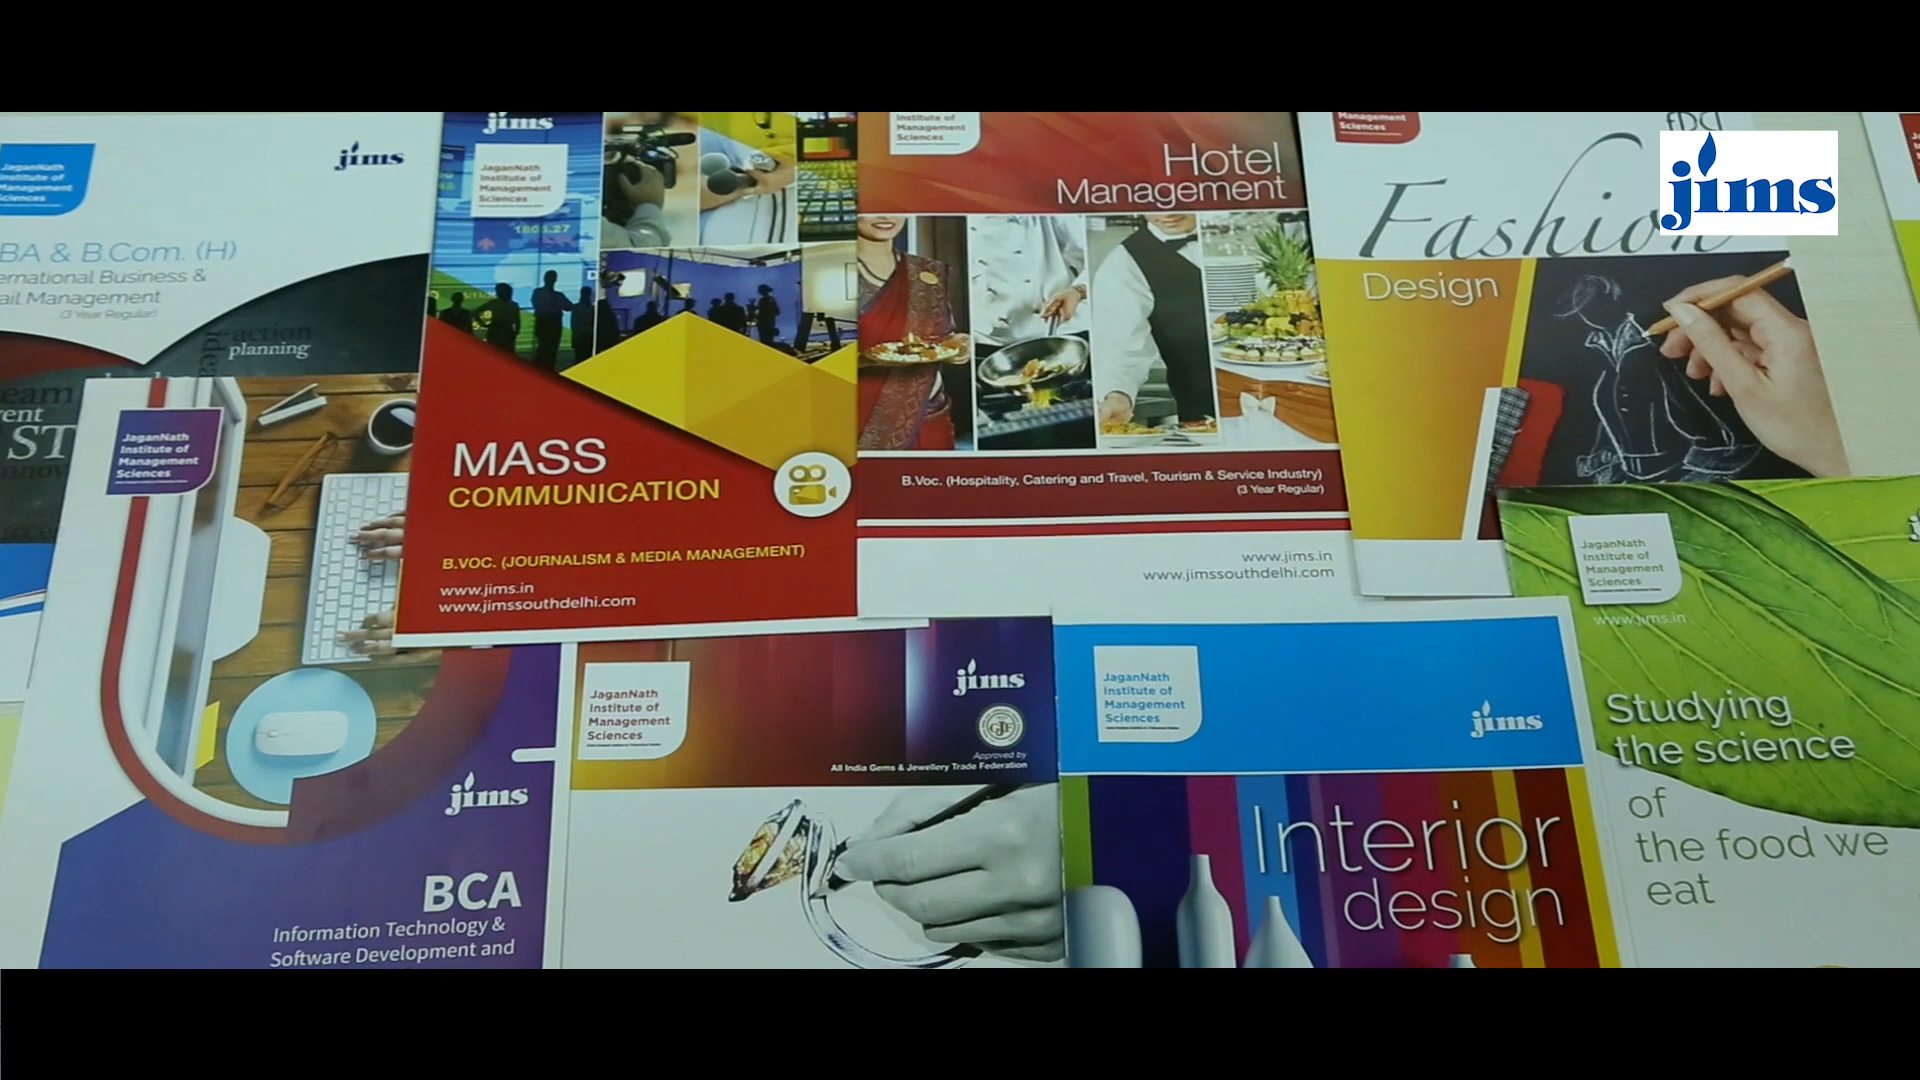 JaganNath
Institute of
Management
Sciences
jims
BA & B.Com. (H)
ernational Business &
ail Management
(3 Year Regular)
action
planning
jims
JaganNath
Institute of
Management
Sciences
1605.27
MASS
COMMUNICATION
B.VOC. (JOURNALISM & MEDIA MANAGEMENT)
www.jims.in
www.jimssouthdelhi.com
Institute of
Management
Sciences
Hotel
Management
B.Voc. (Hospitality, Catering and Travel, Tourism & Service Industry)
(3 Year Regular)
www.jims.in
www.jimssouthdelhi.com
Management
Sciences
FDCI
Fashion
Design
jims
JaganNath
Institute of
Management
Sciences
jims
BCA
Information Technology &
Software Development and
JaganNath
Institute of
Management
Sciences
jims
Approved by
All India Gems & Jewellery Trade Federation
JaganNath
Institute of
Management
Sciences
jims
Interior
design
JaganNath
Institute of
Management
Sciences
www.jims.in
Studying
the science
of
the food we
eat